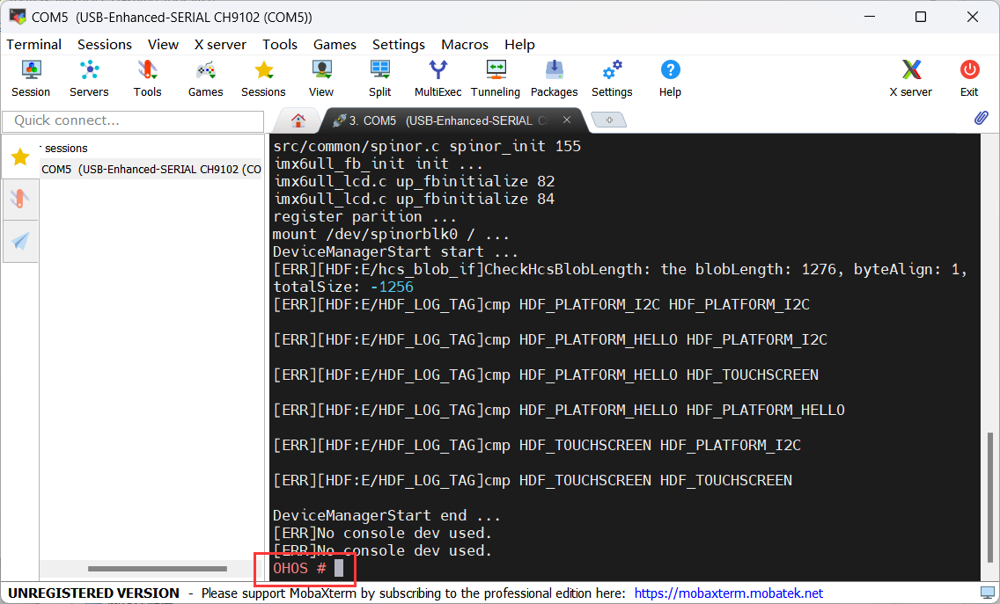 COM5 (USB-Enhanced-SERIAL CH9102 (COM5))
Terminal Sessions View X server Tools Games Settings Macros Help
Session Servers Tools Games Sessions View Split MultiExec Tunneling Packages Settings Help X server Exit
Quick connect...
3. COM5 (USB-Enhanced-SERIAL
sessions
COM5 (USB-Enhanced-SERIAL CH9102 (CO
src/common/spinor.c spinor_init 155
imx6ull_fb_init init ...
imx6ull_lcd.c up_fbinitialize 82
imx6ull_lcd.c up_fbinitialize 84
register parition ...
mount /dev/spinorblk0 / ...
DeviceManagerStart start ...
[ERR][HDF:E/hcs_blob_if]CheckHcsBlobLength: the blobLength: 1276, byteAlign: 1,
totalSize: -1256
[ERR][HDF:E/HDF_LOG_TAG]cmp HDF_PLATFORM_I2C HDF_PLATFORM_I2C
[ERR][HDF:E/HDF_LOG_TAG]cmp HDF_PLATFORM_HELLO HDF_PLATFORM_I2C
[ERR][HDF:E/HDF_LOG_TAG]cmp HDF_PLATFORM_HELLO HDF_TOUCHSCREEN
[ERR][HDF:E/HDF_LOG_TAG]cmp HDF_PLATFORM_HELLO HDF_PLATFORM_HELLO
[ERR][HDF:E/HDF_LOG_TAG]cmp HDF_TOUCHSCREEN HDF_PLATFORM_I2C
[ERR][HDF:E/HDF_LOG_TAG]cmp HDF_TOUCHSCREEN HDF_TOUCHSCREEN
DeviceManagerStart end ...
[ERR]No console dev used.
[ERR]No console dev used.
OHOS #
UNREGISTERED VERSION - Please support MobaXterm by subscribing to the professional edition here: https://mobaxterm.mobatek.net